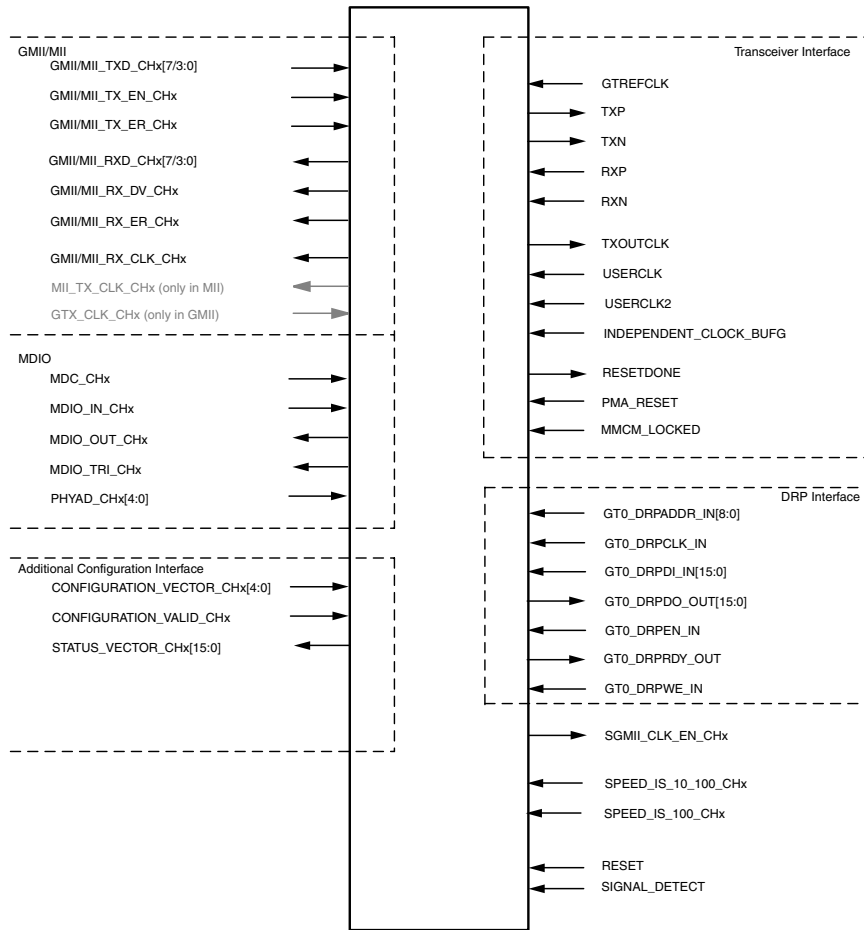 GMII/MII
GMII/MII_TXD_CHx[7/3:0]
GMII/MII_TX_EN_CHx
GMII/MII_TX_ER_CHx
GMII/MII_RXD_CHx[7/3:0]
GMII/MII_RX_DV_CHx
GMII/MII_RX_ER_CHx
GMII/MII_RX_CLK_CHx
MII_TX_CLK_CHx (only in MII)
GTX_CLK_CHx (only in GMII)
MDIO
MDC_CHx
MDIO_IN_CHx
MDIO_OUT_CHx
MDIO_TRI_CHx
PHYAD_CHx[4:0]
Additional Configuration Interface
CONFIGURATION_VECTOR_CHx[4:0]
CONFIGURATION_VALID_CHx
STATUS_VECTOR_CHx[15:0]
Transceiver Interface
GTREFCLK
TXP
TXN
RXP
RXN
TXOUTCLK
USERCLK
USERCLK2
INDEPENDENT_CLOCK_BUFG
RESETDONE
PMA_RESET
MMCM_LOCKED
DRP Interface
GT0_DRPADDR_IN[8:0]
GT0_DRPCLK_IN
GT0_DRPDI_IN[15:0]
GT0_DRPDO_OUT[15:0]
GT0_DRPEN_IN
GT0_DRPRDY_OUT
GT0_DRPWE_IN
SGMII_CLK_EN_CHx
SPEED_IS_10_100_CHx
SPEED_IS_100_CHx
RESET
SIGNAL_DETECT